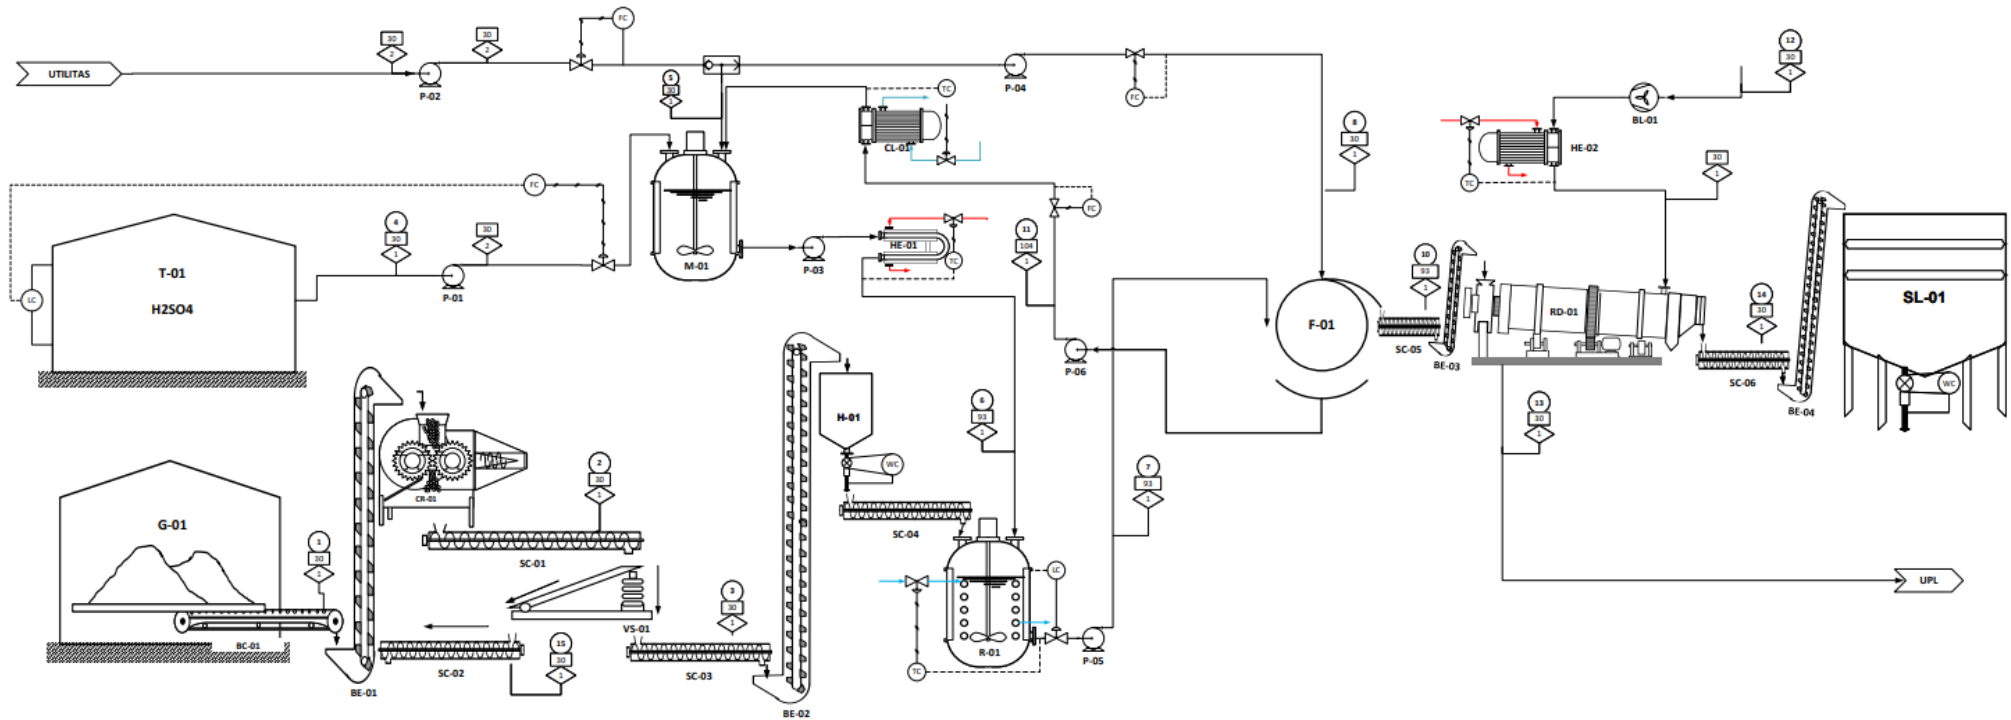 UTILITAS
30
2
P-02
30
2
FC
5
30
1
P-04
FC
TC
CL-01
8
30
1
12
30
1
BL-01
HE-02
TC
30
1
FC
4
30
1
30
2
P-01
T-01
H2SO4
LC
M-01
P-03
HE-01
TC
FC
11
104
1
P-06
F-01
10
93
1
SC-05
BE-03
RD-01
14
30
1
SC-06
BE-04
SL-01
WC
13
30
1
UPL
G-01
1
30
1
BC-01
BE-01
CR-01
2
30
1
SC-01
VS-01
SC-02
15
30
1
3
30
1
SC-03
BE-02
H-01
WC
SC-04
6
93
1
LC
TC
R-01
P-05
7
93
1